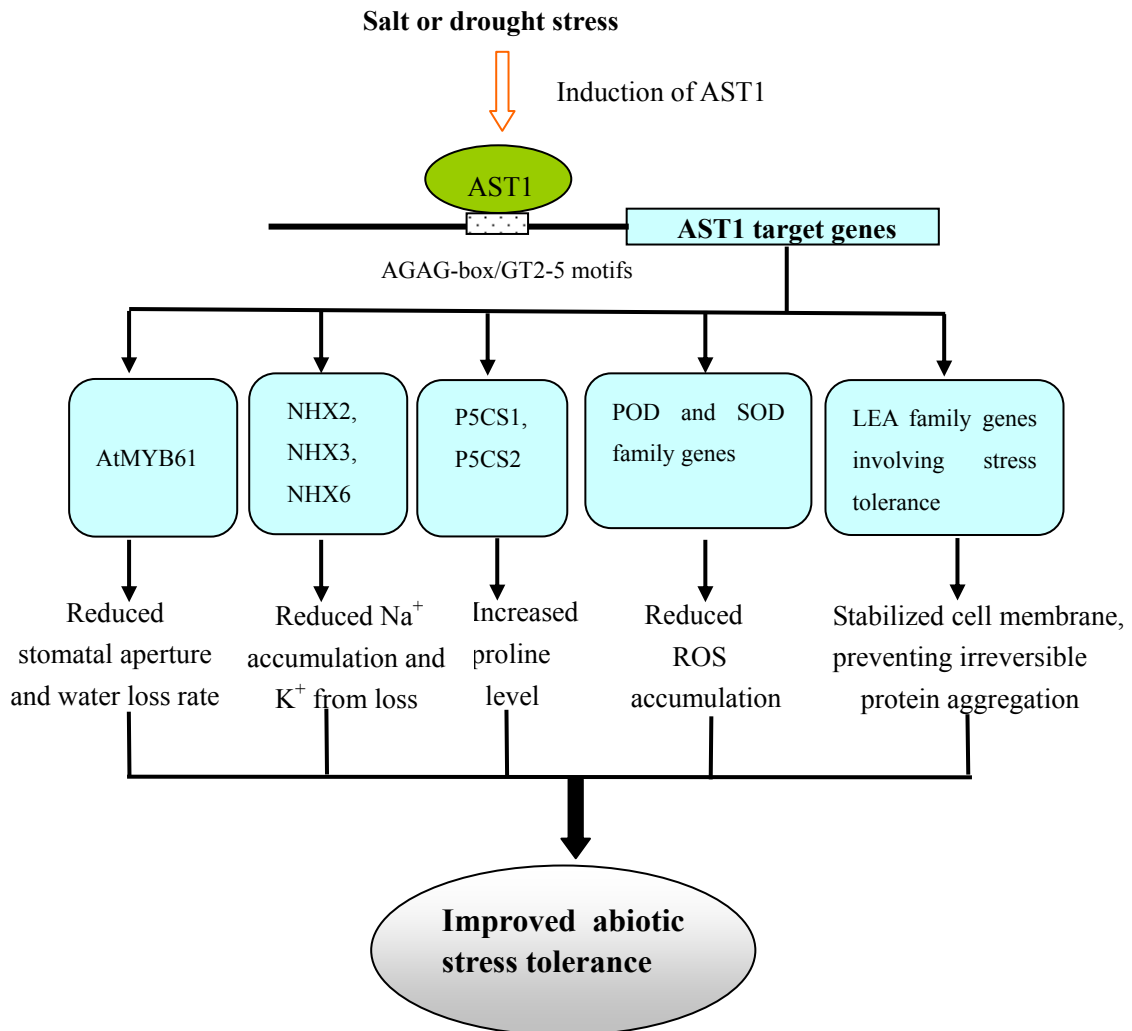 Salt or drought stress
Induction of AST1
AST1
AST1 target genes
AGAG-box/GT2-5 motifs
AtMYB61
NHX2,
NHX3,
NHX6
P5CS1,
P5CS2
POD and SOD
family genes
LEA family genes
involving stress
tolerance
Reduced
stomatal aperture
and water loss rate
Reduced Na⁺
accumulation and
K⁺ from loss
Increased
proline
level
Reduced
ROS
accumulation
Stabilized cell membrane,
preventing irreversible
protein aggregation
Improved abiotic
stress tolerance